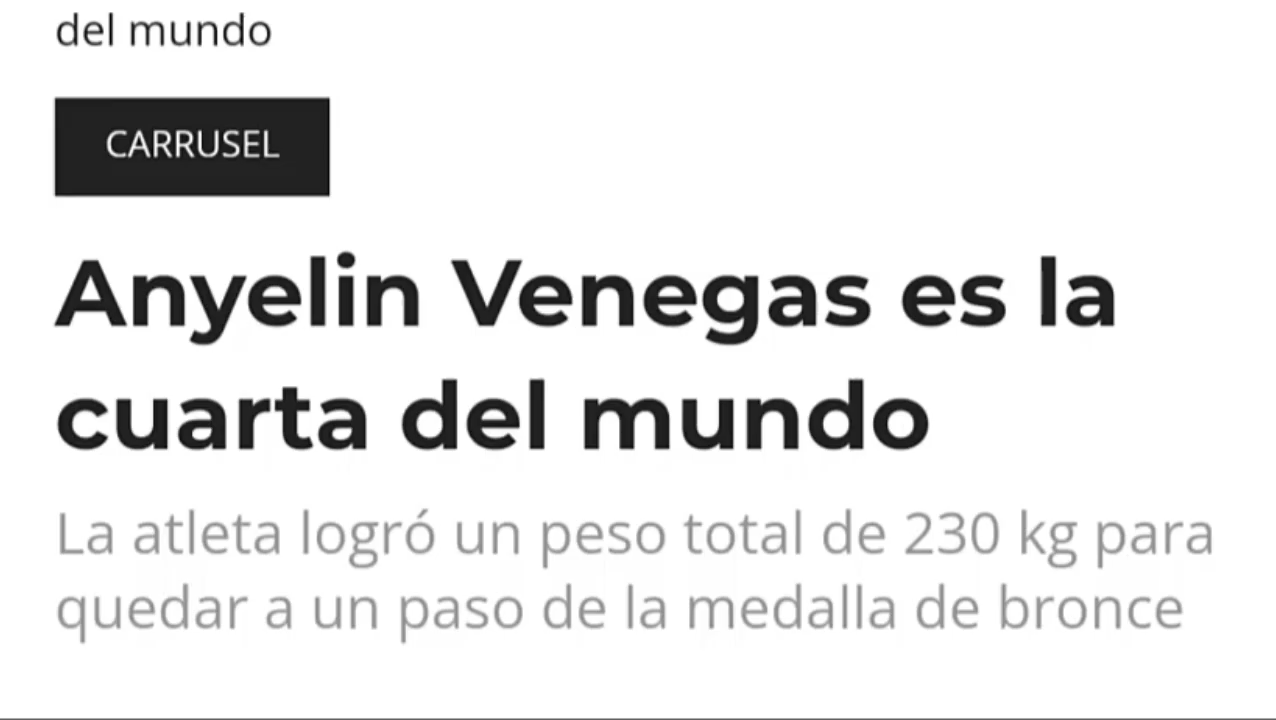 del mundo
CARRUSEL
Anyelin Venegas es la
cuarta del mundo
La atleta logró un peso total de 230 kg para
quedar a un paso de la medalla de bronce